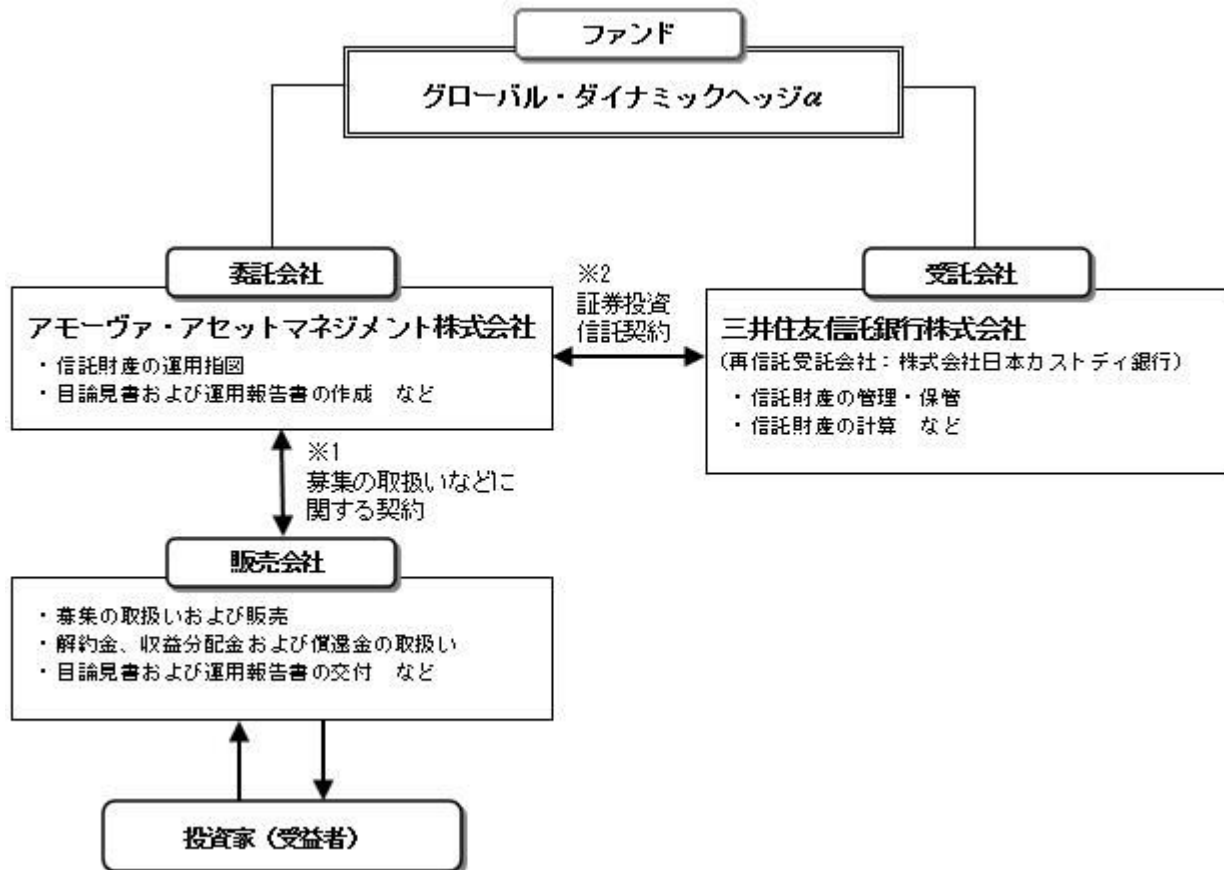 ファンド
グローバル・ダイナミックヘッジα
委託会社
アモーヴァ・アセットマネジメント株式会社
・信託財産の運用指図
・目論見書および運用報告書の作成　など
※2
証券投資
信託契約
受託会社
三井住友信託銀行株式会社
(再信託受託会社：株式会社日本カストディ銀行)
・信託財産の管理・保管
・信託財産の計算　など
※1
募集の取扱いなどに
関する契約
販売会社
・募集の取扱いおよび販売
・解約金、収益分配金および償還金の取扱い
・目論見書および運用報告書の交付　など
投資家（受益者）